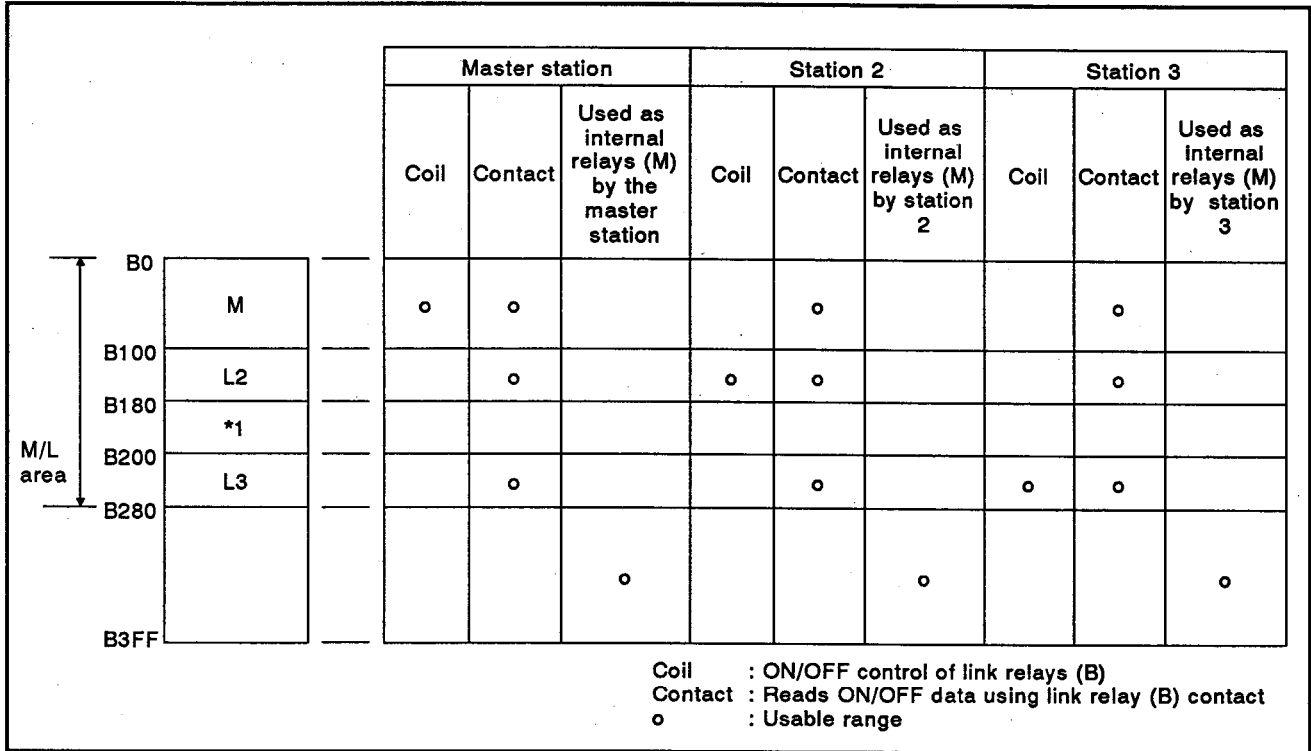 Master station Station 2 Station 3
Coil Contact Used as internal relays (M) by the master station Coil Contact Used as internal relays (M) by station 2 Coil Contact Used as internal relays (M) by station 3
B0
M o o o o
B100
L2 o o o o
B180
*1
M/L area
B200
L3 o o o o
B280
o o o
B3FF
Coil : ON/OFF control of link relays (B)
Contact : Reads ON/OFF data using link relay (B) contact
o : Usable range